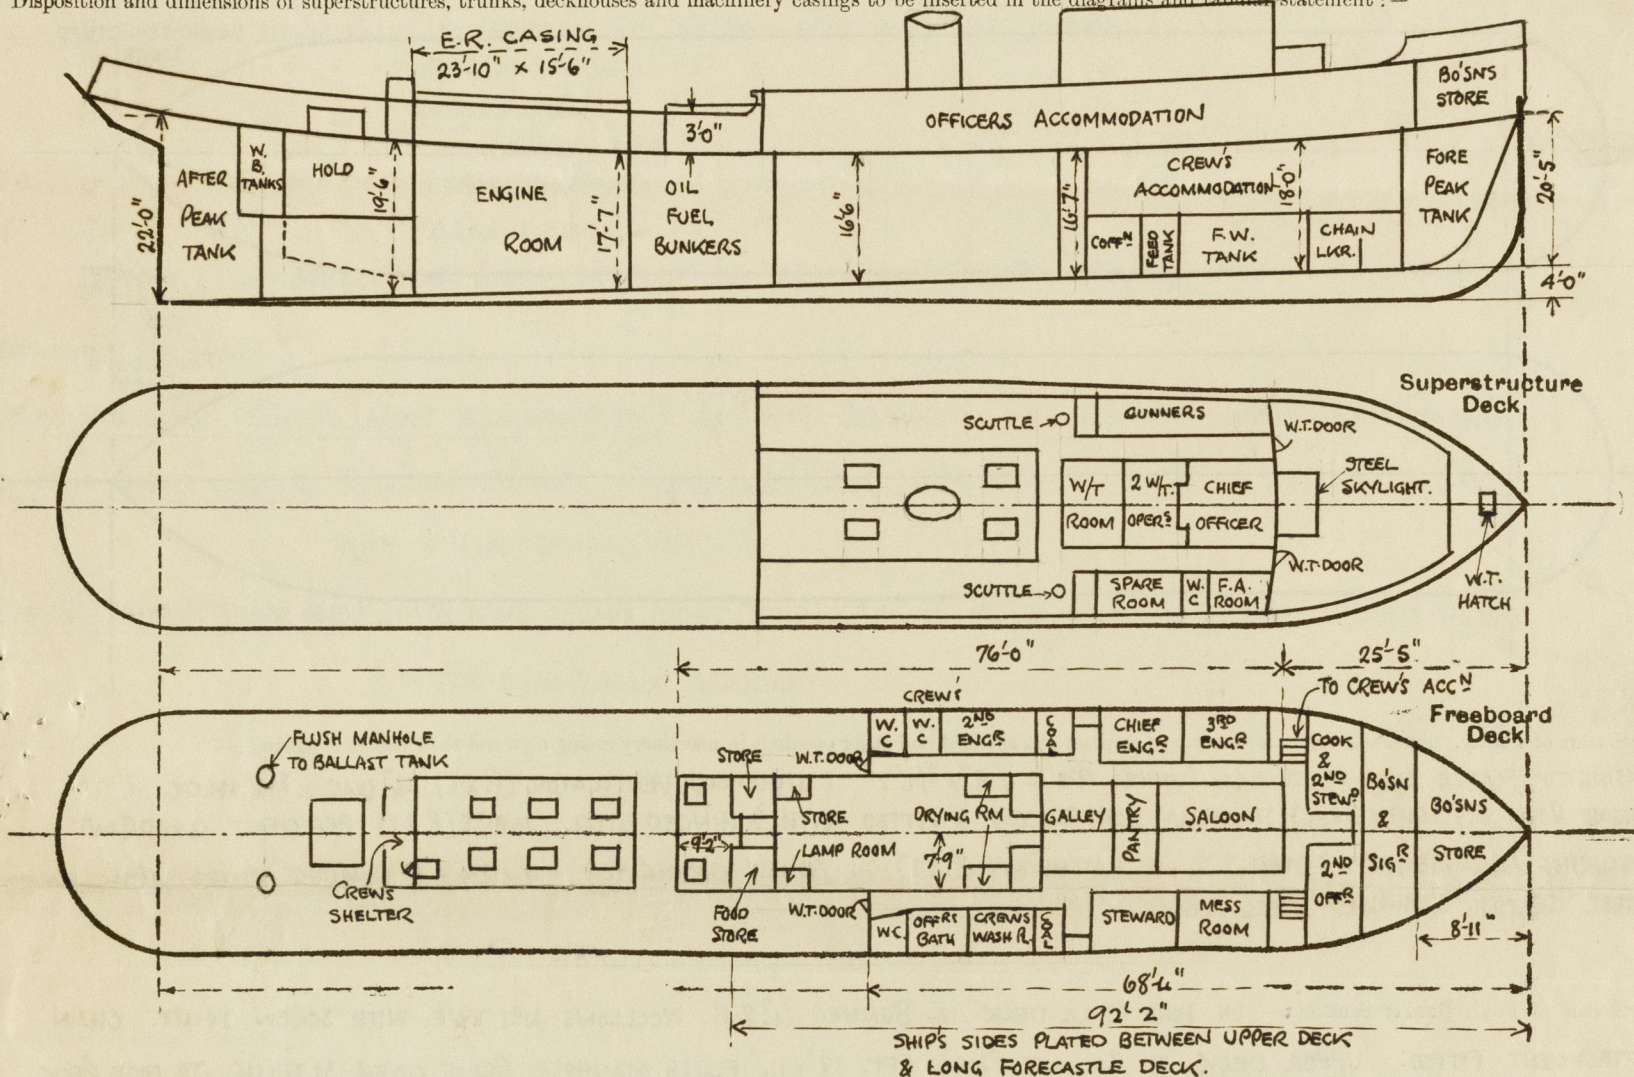 Disposition and dimensions of superstructures, trunks, deckhouses and machinery casings to be inserted in the diagrams and tabular statement :—
E.R. CASING
23'-10" x 15'-6"
3'-0"
OFFICERS ACCOMMODATION
BO'SNS
STORE
AFTER
PEAK
TANK
W.
B.
TANKS
HOLD
22'-0"
19'-6"
ENGINE
ROOM
17'-7"
OIL
FUEL
BUNKERS
16'-6"
16'-7"
CREW'S
ACCOMMODATION
18'-0"
COFFN
FEED
TANK
F.W.
TANK
CHAIN
LKR.
FORE
PEAK
TANK
20'-5"
4'-0"
Superstructure
Deck
SCUTTLE
GUNNERS
W.T.DOOR
STEEL
SKYLIGHT.
W/T
ROOM
2 W/T.
OPERS
CHIEF
OFFICER
W.T.DOOR
SCUTTLE
SPARE
ROOM
W.
C
F.A.
ROOM
W.T.
HATCH
76'-0"
25'-5"
TO CREW'S ACCN
Freeboard
Deck
CREW'S
FLUSH MANHOLE
TO BALLAST TANK
STORE
W.T.DOOR
W.
C
W.
C
2ND
ENGR
COAL
CHIEF
ENGR
3RD
ENGR
COOK
&
2ND
STEWD
BO'SN
&
SIGR
BO'SNS
STORE
STORE
DRYING RM
GALLEY
PANTRY
SALOON
9'-2"
LAMP ROOM
7'-9"
2ND
OFFR
CREW'S
SHELTER
FOOD
STORE
W.T.DOOR
WC.
OFFRS
BATH
CREWS
WASH R.
COAL
STEWARD
MESS
ROOM
8'-11"
68'-4"
92'-2"
SHIP'S SIDES PLATED BETWEEN UPPER DECK
& LONG FORECASTLE DECK.